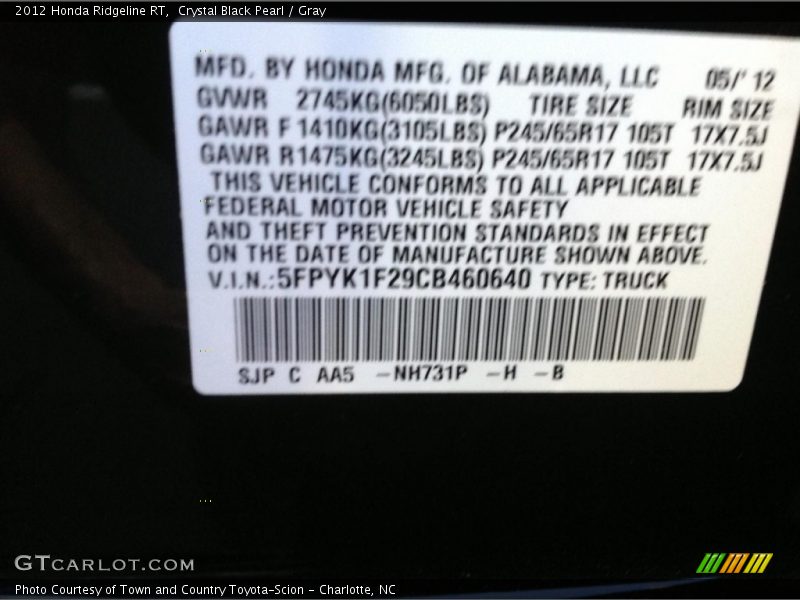 2012 Honda Ridgeline RT, Crystal Black Pearl / Gray
MFD. BY HONDA MFG. OF ALABAMA, LLC 05/' 12
GVWR 2745KG(6050LBS) TIRE SIZE RIM SIZE
GAWR F 1410KG(3105LBS) P245/65R17 105T 17X7.5J
GAWR R1475KG(3245LBS) P245/65R17 105T 17X7.5J
THIS VEHICLE CONFORMS TO ALL APPLICABLE
FEDERAL MOTOR VEHICLE SAFETY
AND THEFT PREVENTION STANDARDS IN EFFECT
ON THE DATE OF MANUFACTURE SHOWN ABOVE.
V.I.N.:5FPYK1F29CB460640 TYPE: TRUCK
SJP C AA5 -NH731P -H -B
GTCARLOT.COM
Photo Courtesy of Town and Country Toyota-Scion - Charlotte, NC